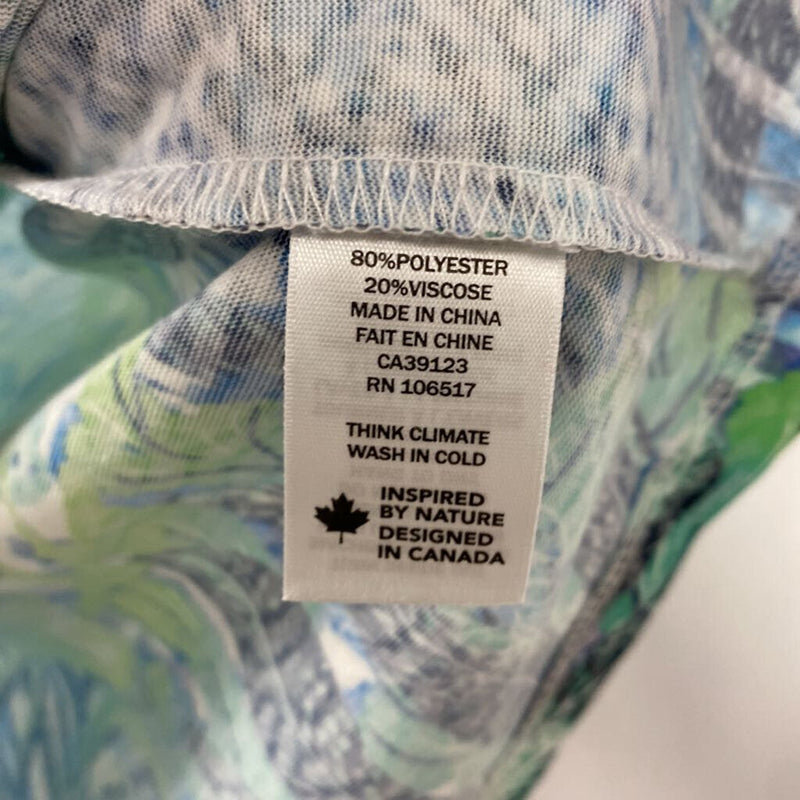 80%POLYESTER
20%VISCOSE
MADE IN CHINA
FAIT EN CHINE
CA39123
RN 106517
THINK CLIMATE
WASH IN COLD
INSPIRED
BY NATURE
DESIGNED
IN CANADA